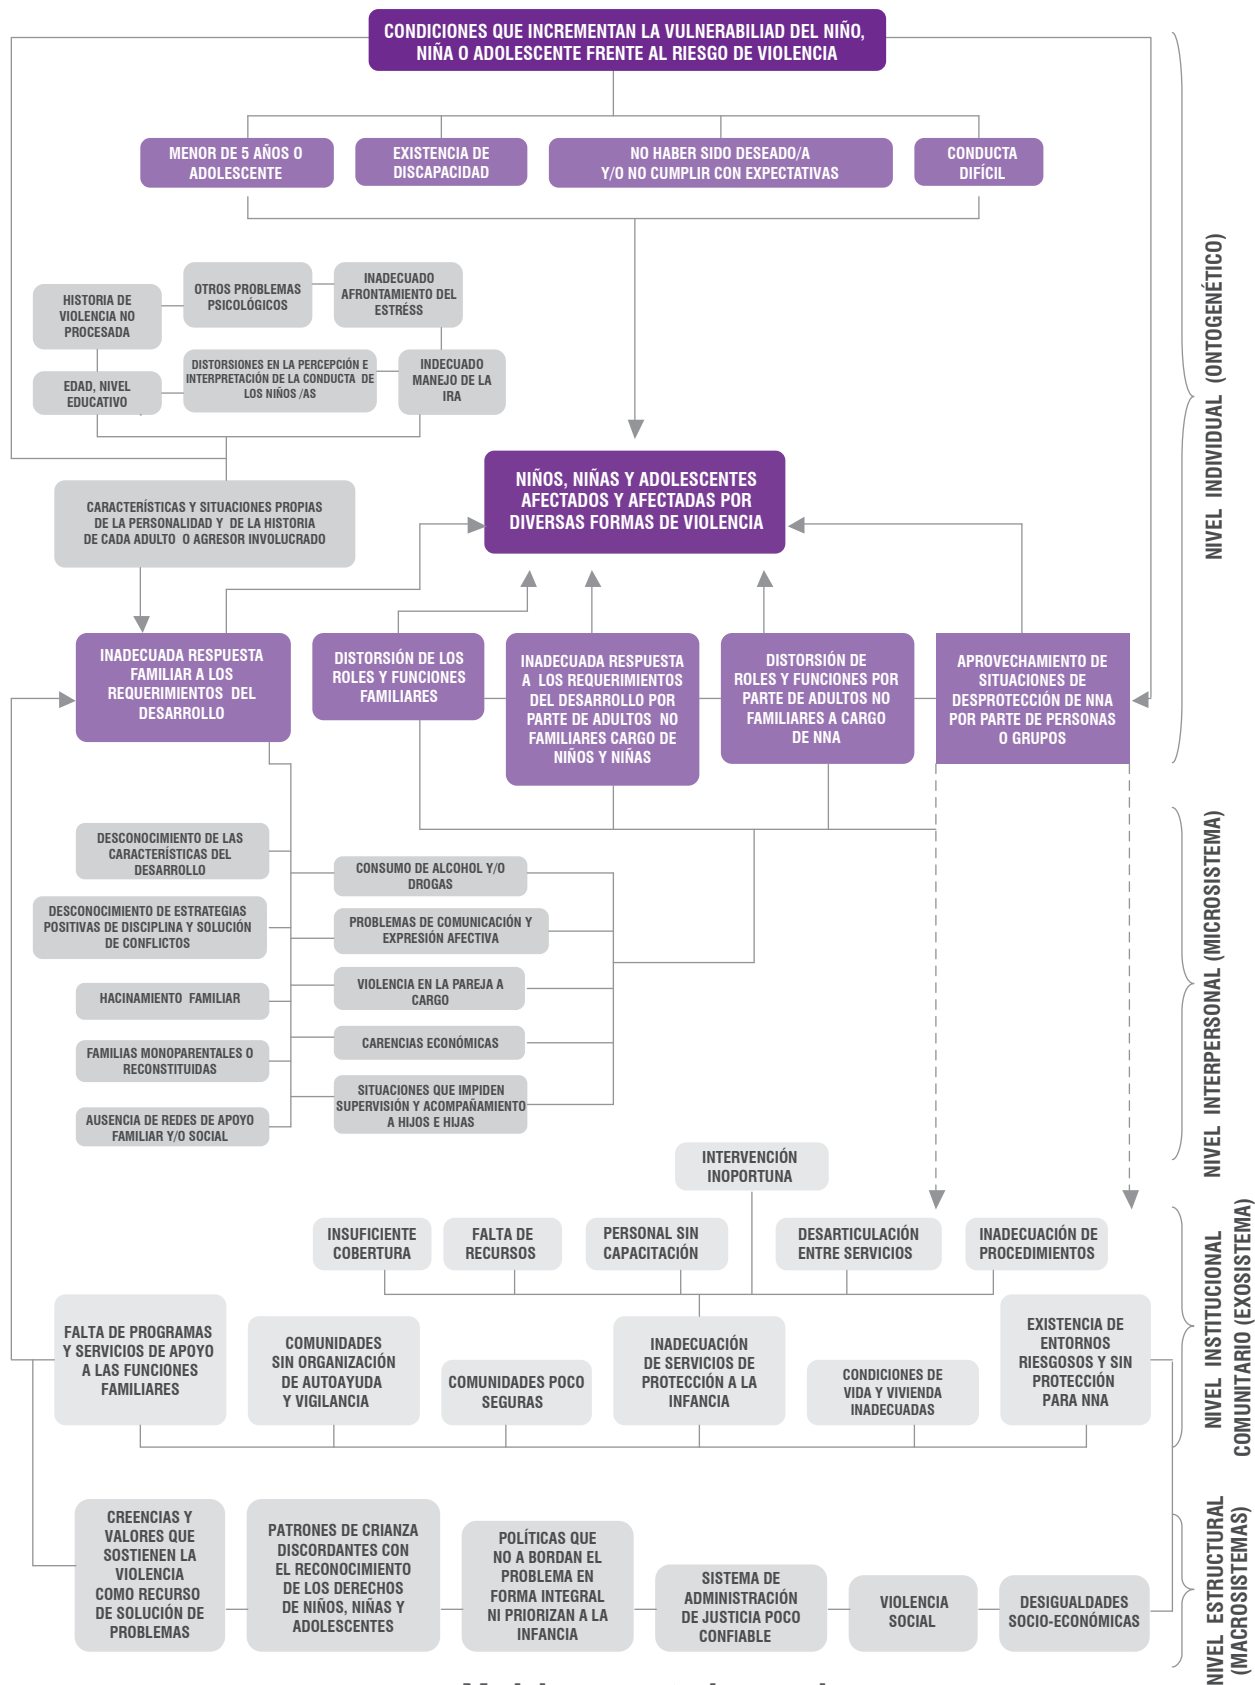 CONDICIONES QUE INCREMENTAN LA VULNERABILIAD DEL NIÑO,
NIÑA O ADOLESCENTE FRENTE AL RIESGO DE VIOLENCIA
MENOR DE 5 AÑOS O
ADOLESCENTE
EXISTENCIA DE
DISCAPACIDAD
NO HABER SIDO DESEADO/A
Y/O NO CUMPLIR CON EXPECTATIVAS
CONDUCTA
DIFÍCIL
HISTORIA DE
VIOLENCIA NO
PROCESADA
OTROS PROBLEMAS
PSICOLÓGICOS
INADECUADO
AFRONTAMIENTO DEL
ESTRÉSS
EDAD, NIVEL
EDUCATIVO
DISTORSIONES EN LA PERCEPCIÓN E
INTERPRETACIÓN DE LA CONDUCTA DE
LOS NIÑOS /AS
INDECUADO
MANEJO DE LA
IRA
CARACTERÍSTICAS Y SITUACIONES PROPIAS
DE LA PERSONALIDAD Y DE LA HISTORIA
DE CADA ADULTO O AGRESOR INVOLUCRADO
NIÑOS, NIÑAS Y ADOLESCENTES
AFECTADOS Y AFECTADAS POR
DIVERSAS FORMAS DE VIOLENCIA
INADECUADA RESPUESTA
FAMILIAR A LOS
REQUERIMIENTOS DEL
DESARROLLO
DISTORSIÓN DE LOS
ROLES Y FUNCIONES
FAMILIARES
INADECUADA RESPUESTA
A LOS REQUERIMIENTOS
DEL DESARROLLO POR
PARTE DE ADULTOS NO
FAMILIARES CARGO DE
NIÑOS Y NIÑAS
DISTORSIÓN DE
ROLES Y FUNCIONES POR
PARTE DE ADULTOS NO
FAMILIARES A CARGO
DE NNA
APROVECHAMIENTO DE
SITUACIONES DE
DESPROTECCIÓN DE NNA
POR PARTE DE PERSONAS
O GRUPOS
NIVEL INDIVIDUAL (ONTOGENÉTICO)
DESCONOCIMIENTO DE LAS
CARACTERÍSTICAS DEL
DESARROLLO
DESCONOCIMIENTO DE ESTRATEGIAS
POSITIVAS DE DISCIPLINA Y SOLUCIÓN
DE CONFLICTOS
HACINAMIENTO FAMILIAR
FAMILIAS MONOPARENTALES O
RECONSTITUIDAS
AUSENCIA DE REDES DE APOYO
FAMILIAR Y/O SOCIAL
CONSUMO DE ALCOHOL Y/O
DROGAS
PROBLEMAS DE COMUNICACIÓN Y
EXPRESIÓN AFECTIVA
VIOLENCIA EN LA PAREJA A
CARGO
CARENCIAS ECONÓMICAS
SITUACIONES QUE IMPIDEN
SUPERVISIÓN Y ACOMPAÑAMIENTO
A HIJOS E HIJAS
NIVEL INTERPERSONAL (MICROSISTEMA)
INTERVENCIÓN
INOPORTUNA
INSUFICIENTE
COBERTURA
FALTA DE
RECURSOS
PERSONAL SIN
CAPACITACIÓN
DESARTICULACIÓN
ENTRE SERVICIOS
INADECUACIÓN DE
PROCEDIMIENTOS
FALTA DE PROGRAMAS
Y SERVICIOS DE APOYO
A LAS FUNCIONES
FAMILIARES
COMUNIDADES
SIN ORGANIZACIÓN
DE AUTOAYUDA
Y VIGILANCIA
COMUNIDADES POCO
SEGURAS
INADECUACIÓN
DE SERVICIOS DE
PROTECCIÓN A LA
INFANCIA
CONDICIONES DE
VIDA Y VIVIENDA
INADECUADAS
EXISTENCIA DE
ENTORNOS
RIESGOSOS Y SIN
PROTECCIÓN
PARA NNA
NIVEL INSTITUCIONAL
COMUNITARIO (EXOSISTEMA)
CREENCIAS Y
VALORES QUE
SOSTIENEN LA
VIOLENCIA
COMO RECURSO
DE SOLUCIÓN DE
PROBLEMAS
PATRONES DE CRIANZA
DISCORDANTES CON
EL RECONOCIMIENTO
DE LOS DERECHOS
DE NIÑOS, NIÑAS Y
ADOLESCENTES
POLÍTICAS QUE
NO A BORDAN EL
PROBLEMA EN
FORMA INTEGRAL
NI PRIORIZAN A LA
INFANCIA
SISTEMA DE
ADMINISTRACIÓN
DE JUSTICIA POCO
CONFIABLE
VIOLENCIA
SOCIAL
DESIGUALDADES
SOCIO-ECONÓMICAS
NIVEL ESTRUCTURAL
(MACROSISTEMAS)